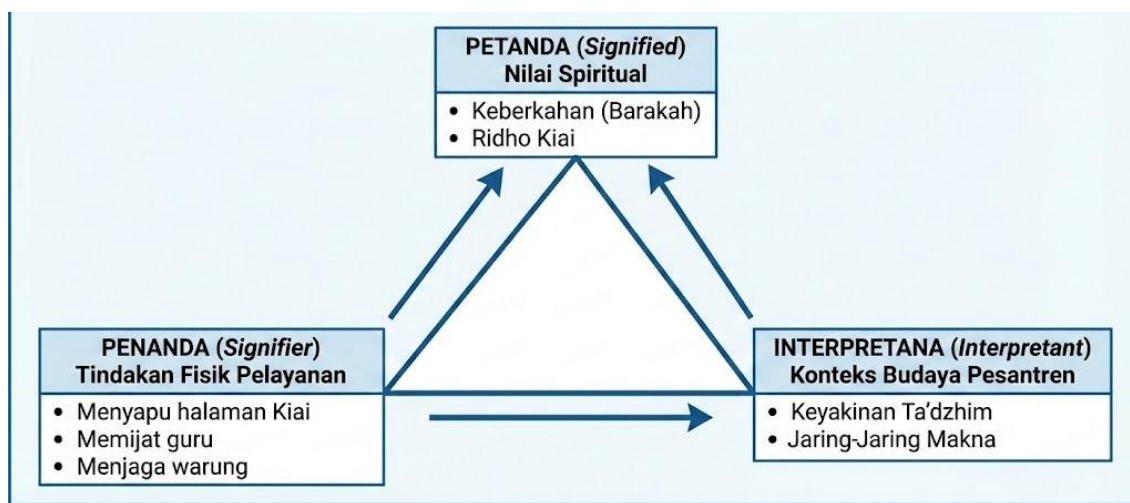 PETANDA (Signified)
Nilai Spiritual
• Keberkahan (Barakah)
• Ridho Kiai
PENANDA (Signifier)
Tindakan Fisik Pelayanan
• Menyapu halaman Kiai
• Memijat guru
• Menjaga warung
INTERPRETANA (Interpretant)
Konteks Budaya Pesantren
• Keyakinan Ta'dzhim
• Jaring-Jaring Makna